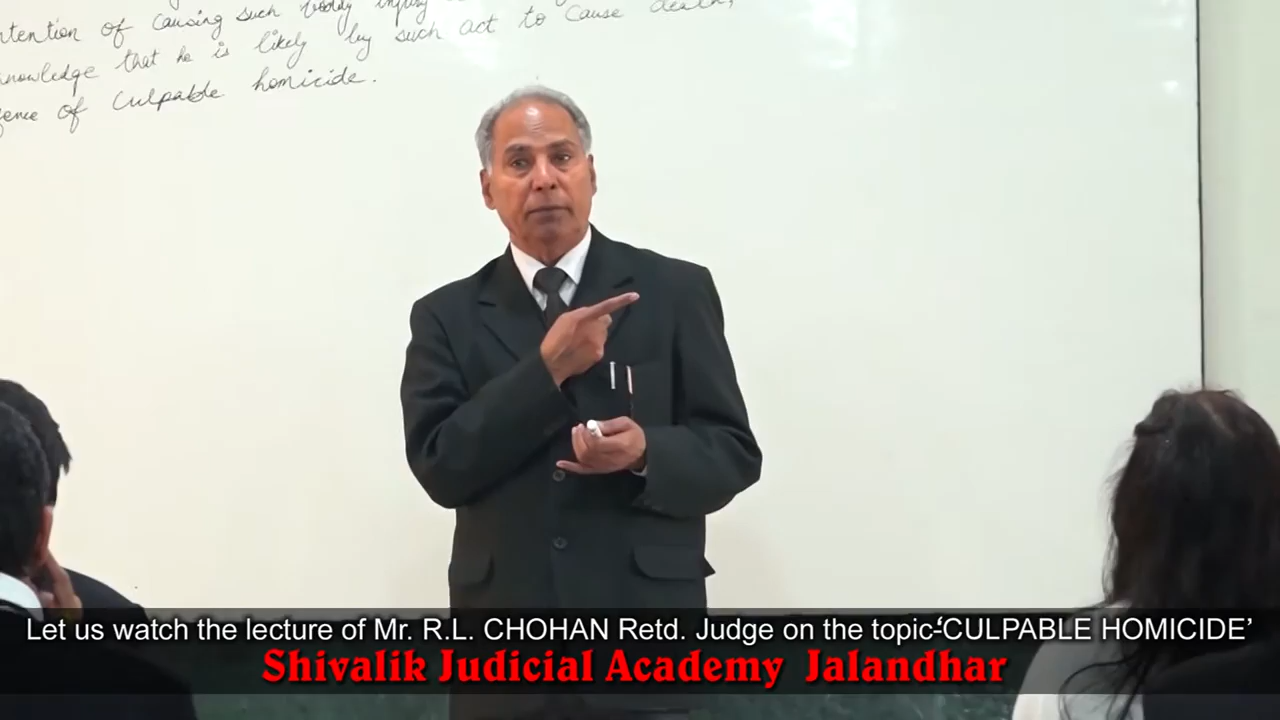 ntention of causing such bodily injury
knowledge that he is likely by such act to cause death,
fence of Culpable homicide.
Let us watch the lecture of Mr. R.L. CHOHAN Retd. Judge on the topic-‘CULPABLE HOMICIDE’
Shivalik Judicial Academy Jalandhar